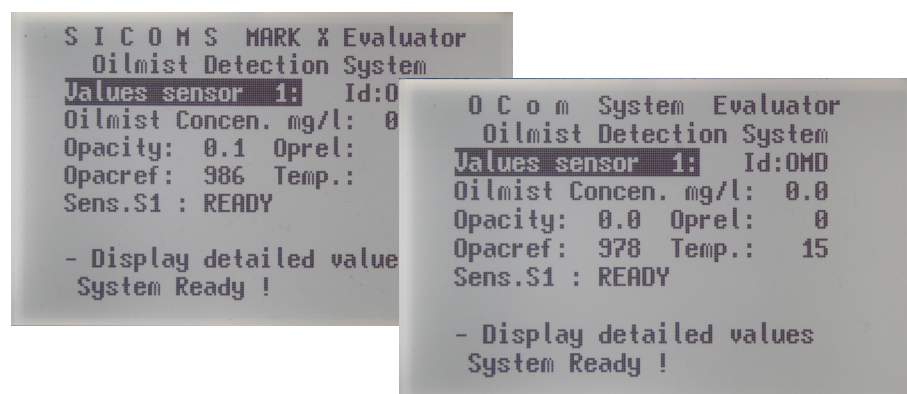 S I C O M S MARK X Evaluator
Oilmist Detection System
Values sensor 1: Id:O
Oilmist Concen. mg/l: 0
Opacity: 0.1 Oprel:
Opacref: 986 Temp.:
Sens.S1 : READY
- Display detailed value
System Ready !
O C o m System Evaluator
Oilmist Detection System
Values sensor 1: Id:OMD
Oilmist Concen. mg/l: 0.0
Opacity: 0.0 Oprel: 0
Opacref: 978 Temp.: 15
Sens.S1 : READY
- Display detailed values
System Ready !